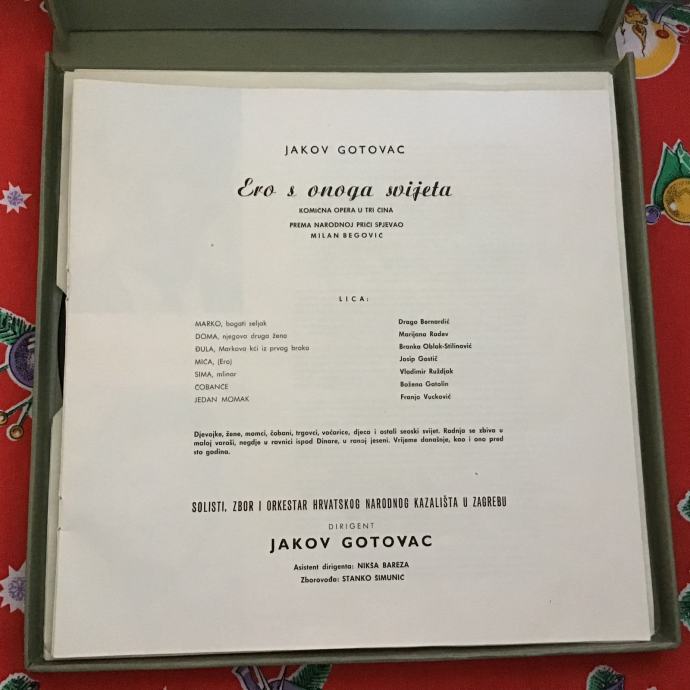 JAKOV GOTOVAC
Ero s onoga svijeta
KOMIČNA OPERA U TRI ČINA
PREMA NARODNOJ PRIČI SPJEVAO
MILAN BEGOVIĆ
LICA:
MARKO, bogati seljak Drago Bernardić
DOMA, njegova druga žena Marijana Radev
ĐULA, Markova kći iz prvog braka Branka Oblak-Stilinović
MIĆA, (Ero) Josip Gostič
SIMA, mlinar Vladimir Ruždjak
ČOBANČE Božena Gatolin
JEDAN MOMAK Franjo Vucković
Djevojke, žene, momci, čobani, trgovci, voćarice, djeca i ostali seoski svijet. Radnja se zbiva u
maloj varoši, negdje u ravnici ispod Dinare, u ranoj jeseni. Vrijeme današnje, kao i ono pred
sto godina.
SOLISTI, ZBOR I ORKESTAR HRVATSKOG NARODNOG KAZALIŠTA U ZAGREBU
DIRIGENT
JAKOV GOTOVAC
Asistent dirigenta: NIKŠA BAREZA
Zborovođa: STANKO SIMUNIC